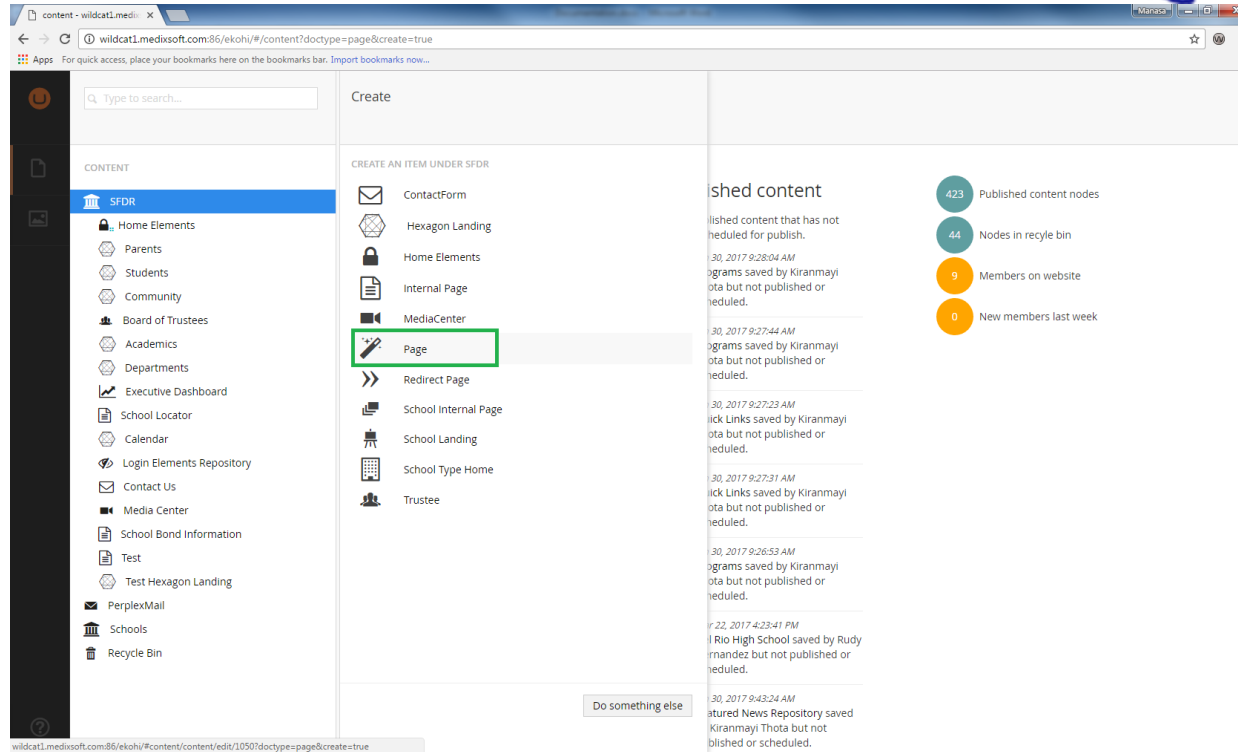 content - wildcat1.medix
Manasa
wildcat1.medixsoft.com:86/ekohi/#/content?doctype=page&create=true
Apps For quick access, place your bookmarks here on the bookmarks bar. Import bookmarks now...
Type to search...
CONTENT
SFDR
Home Elements
Parents
Students
Community
Board of Trustees
Academics
Departments
Executive Dashboard
School Locator
Calendar
Login Elements Repository
Contact Us
Media Center
School Bond Information
Test
Test Hexagon Landing
PerplexMail
Schools
Recycle Bin
Create
CREATE AN ITEM UNDER SFDR
ContactForm
Hexagon Landing
Home Elements
Internal Page
MediaCenter
Page
Redirect Page
School Internal Page
School Landing
School Type Home
Trustee
Do something else
ished content
lished content that has not
heduled for publish.
30, 2017 9:28:04 AM
ograms saved by Kiranmayi
ota but not published or
heduled.
30, 2017 9:27:44 AM
ograms saved by Kiranmayi
ota but not published or
heduled.
30, 2017 9:27:23 AM
ick Links saved by Kiranmayi
ota but not published or
heduled.
30, 2017 9:27:31 AM
ick Links saved by Kiranmayi
ota but not published or
heduled.
30, 2017 9:26:53 AM
ograms saved by Kiranmayi
ota but not published or
heduled.
r 22, 2017 4:23:41 PM
l Rio High School saved by Rudy
rnandez but not published or
heduled.
30, 2017 9:43:24 AM
atured News Repository saved
Kiranmayi Thota but not
blished or scheduled.
423 Published content nodes
44 Nodes in recyle bin
9 Members on website
0 New members last week
wildcat1.medixsoft.com:86/ekohi/#content/content/edit/1050?doctype=page&create=true